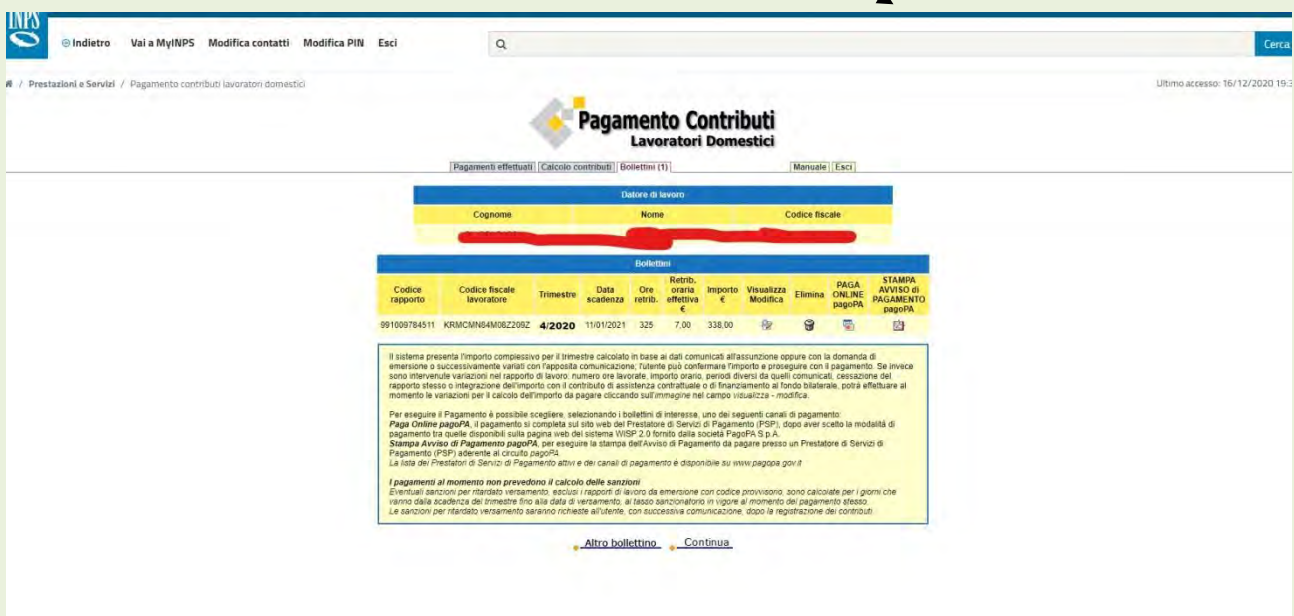 INPS
Indietro Vai a MyINPS Modifica contatti Modifica PIN Esci Cerca
/ Prestazioni e Servizi / Pagamento contributi lavoratori domestici Ultimo accesso: 16/12/2020 19:3
Pagamento Contributi
Lavoratori Domestici
Pagamenti effettuati Calcolo contributi Bollettini (1) Manuale Esci
Datore di lavoro
Cognome Nome Codice fiscale
Bollettini
Codice rapporto Codice fiscale lavoratore Trimestre Data scadenza Ore retrib. Retrib. oraria effettiva € Importo € Visualizza Modifica Elimina PAGA ONLINE pagoPA STAMPA AVVISO di PAGAMENTO pagoPA
991009784511 KRMCMN84M08Z209Z 4/2020 11/01/2021 325 7,00 338,00
Il sistema presenta l'importo complessivo per il trimestre calcolato in base ai dati comunicati all'assunzione oppure con la domanda di
emersione o successivamente variati con l'apposita comunicazione; l'utente può confermare l'importo e proseguire con il pagamento. Se invece
sono intervenute variazioni nel rapporto di lavoro: numero ore lavorate, importo orario, periodi diversi da quelli comunicati, cessazione del
rapporto stesso o integrazione dell'importo con il contributo di assistenza contrattuale o di finanziamento al fondo bilaterale, potrà effettuare al
momento le variazioni per il calcolo dell'importo da pagare cliccando sull'immagine nel campo visualizza - modifica.
Per eseguire il Pagamento è possibile scegliere, selezionando i bollettini di interesse, uno dei seguenti canali di pagamento:
Paga Online pagoPA, il pagamento si completa sul sito web del Prestatore di Servizi di Pagamento (PSP), dopo aver scelto la modalità di
pagamento tra quelle disponibili sulla pagina web del sistema WISP 2.0 fornito dalla società PagoPA S.p.A.
Stampa Avviso di Pagamento pagoPA, per eseguire la stampa dell'Avviso di Pagamento da pagare presso un Prestatore di Servizi di
Pagamento (PSP) aderente al circuito pagoPA
La lista dei Prestatori di Servizi di Pagamento attivi e dei canali di pagamento è disponibile su www.pagopa.gov.it
I pagamenti al momento non prevedono il calcolo delle sanzioni
Eventuali sanzioni per ritardato versamento, esclusi i rapporti di lavoro da emersione con codice provvisorio, sono calcolate per i giorni che
vanno dalla scadenza del trimestre fino alla data di versamento, al tasso sanzionatorio in vigore al momento del pagamento stesso.
Le sanzioni per ritardato versamento saranno richieste all'utente, con successiva comunicazione, dopo la registrazione dei contributi
Altro bollettino Continua